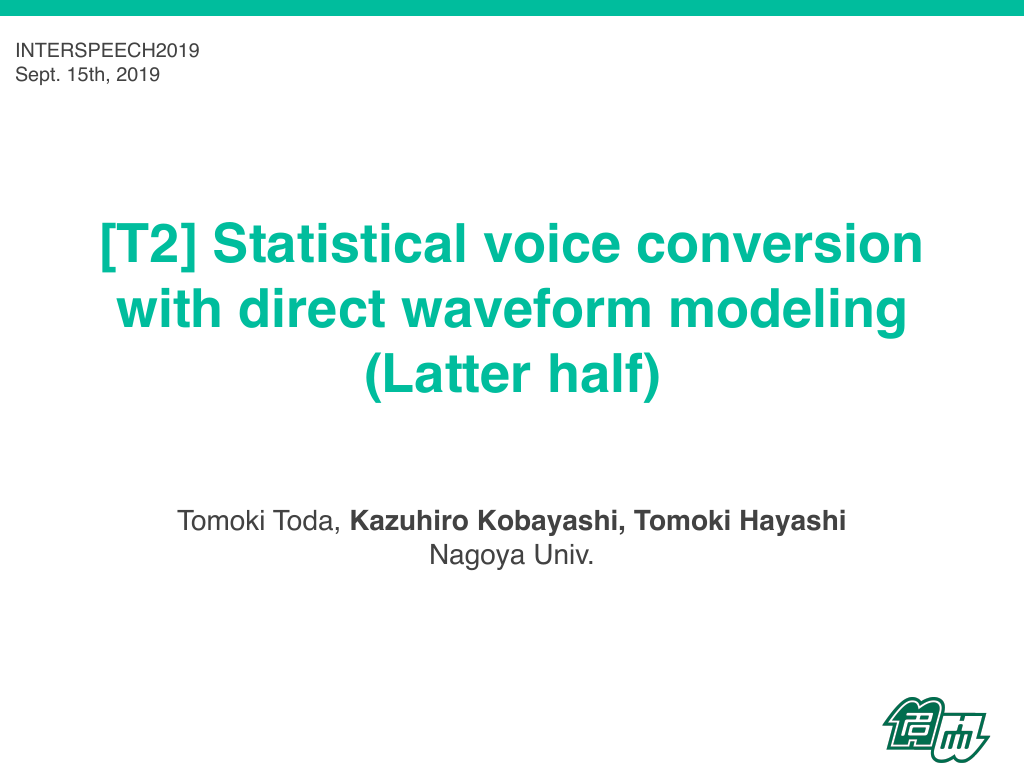 INTERSPEECH2019
Sept. 15th, 2019
[T2] Statistical voice conversion
with direct waveform modeling
(Latter half)
Tomoki Toda, Kazuhiro Kobayashi, Tomoki Hayashi
Nagoya Univ.